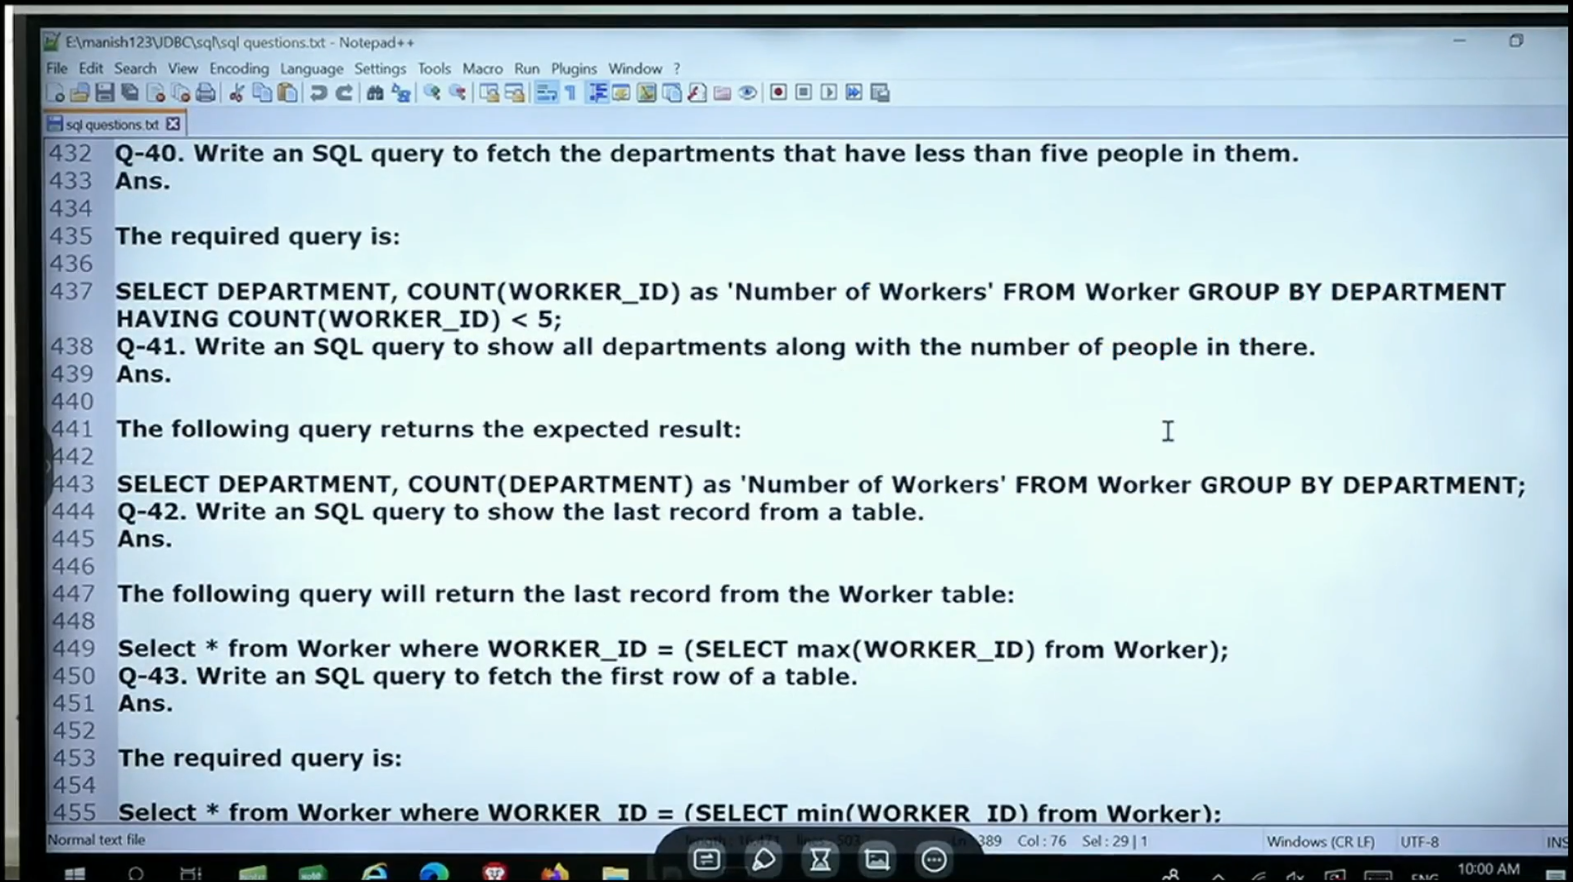 E:\manish123\JDBC\sql\sql questions.txt - Notepad++
File Edit Search View Encoding Language Settings Tools Macro Run Plugins Window ?
sql questions.txt
432 Q-40. Write an SQL query to fetch the departments that have less than five people in them.
433 Ans.
434
435 The required query is:
436
437 SELECT DEPARTMENT, COUNT(WORKER_ID) as 'Number of Workers' FROM Worker GROUP BY DEPARTMENT
HAVING COUNT(WORKER_ID) < 5;
438 Q-41. Write an SQL query to show all departments along with the number of people in there.
439 Ans.
440
441 The following query returns the expected result:
442
443 SELECT DEPARTMENT, COUNT(DEPARTMENT) as 'Number of Workers' FROM Worker GROUP BY DEPARTMENT;
444 Q-42. Write an SQL query to show the last record from a table.
445 Ans.
446
447 The following query will return the last record from the Worker table:
448
449 Select * from Worker where WORKER_ID = (SELECT max(WORKER_ID) from Worker);
450 Q-43. Write an SQL query to fetch the first row of a table.
451 Ans.
452
453 The required query is:
454
455 Select * from Worker where WORKER_ID = (SELECT min(WORKER_ID) from Worker);
Normal text file 389 Col : 76 Sel : 29 | 1 Windows (CR LF) UTF-8 INS
ENG 10:00 AM